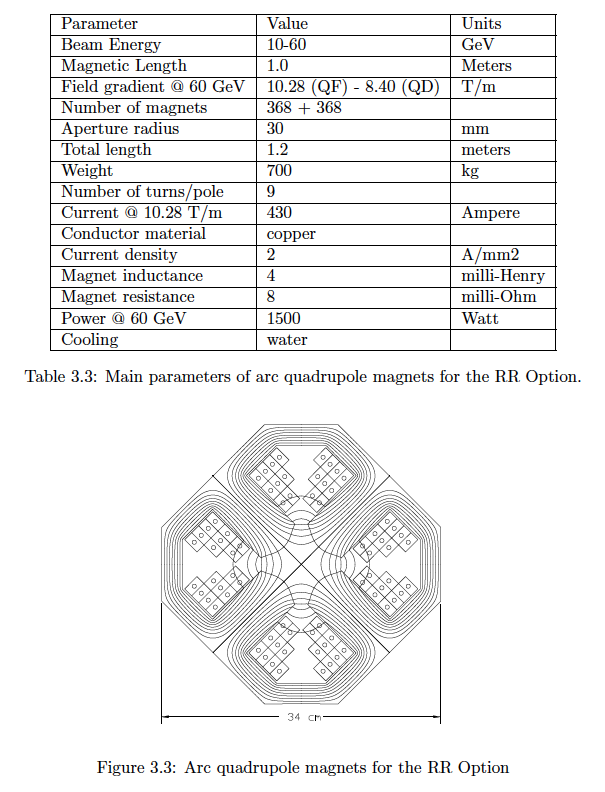 Parameter Value Units
Beam Energy 10-60 GeV
Magnetic Length 1.0 Meters
Field gradient @ 60 GeV 10.28 (QF) - 8.40 (QD) T/m
Number of magnets 368 + 368
Aperture radius 30 mm
Total length 1.2 meters
Weight 700 kg
Number of turns/pole 9
Current @ 10.28 T/m 430 Ampere
Conductor material copper
Current density 2 A/mm2
Magnet inductance 4 milli-Henry
Magnet resistance 8 milli-Ohm
Power @ 60 GeV 1500 Watt
Cooling water
Table 3.3: Main parameters of arc quadrupole magnets for the RR Option.
34 cm
Figure 3.3: Arc quadrupole magnets for the RR Option